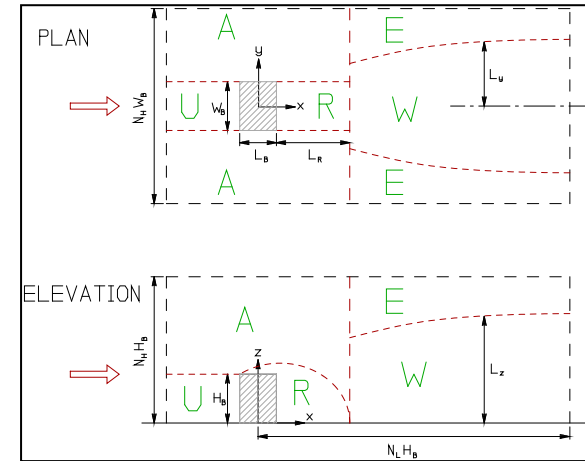 PLAN
A
E
y
L_y
N_H W_B
U
W_B
x
R
W
L_B
L_R
A
E
ELEVATION
E
A
N_H H_B
z
L_z
W
U
H_B
R
x
N_L H_B